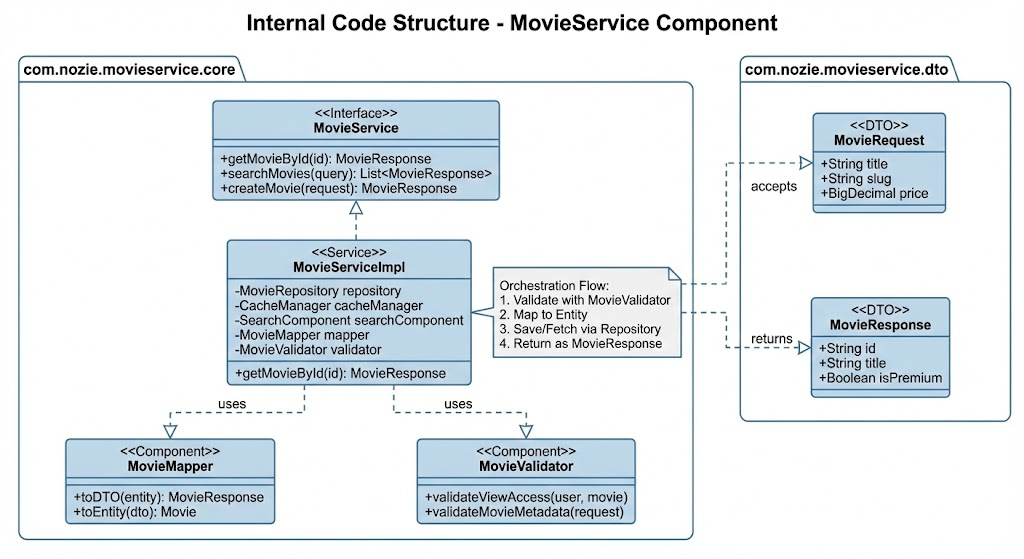 Internal Code Structure - MovieService Component
com.nozie.movieservice.core
<<Interface>>
MovieService
+getMovieById(id): MovieResponse
+searchMovies(query): List<MovieResponse>
+createMovie(request): MovieResponse
<<Service>>
MovieServiceImpl
-MovieRepository repository
-CacheManager cacheManager
-SearchComponent searchComponent
-MovieMapper mapper
-MovieValidator validator
+getMovieById(id): MovieResponse
Orchestration Flow:
1. Validate with MovieValidator
2. Map to Entity
3. Save/Fetch via Repository
4. Return as MovieResponse
uses
uses
<<Component>>
MovieMapper
+toDTO(entity): MovieResponse
+toEntity(dto): Movie
<<Component>>
MovieValidator
+validateViewAccess(user, movie)
+validateMovieMetadata(request)
com.nozie.movieservice.dto
accepts
<<DTO>>
MovieRequest
+String title
+String slug
+BigDecimal price
returns
<<DTO>>
MovieResponse
+String id
+String title
+Boolean isPremium